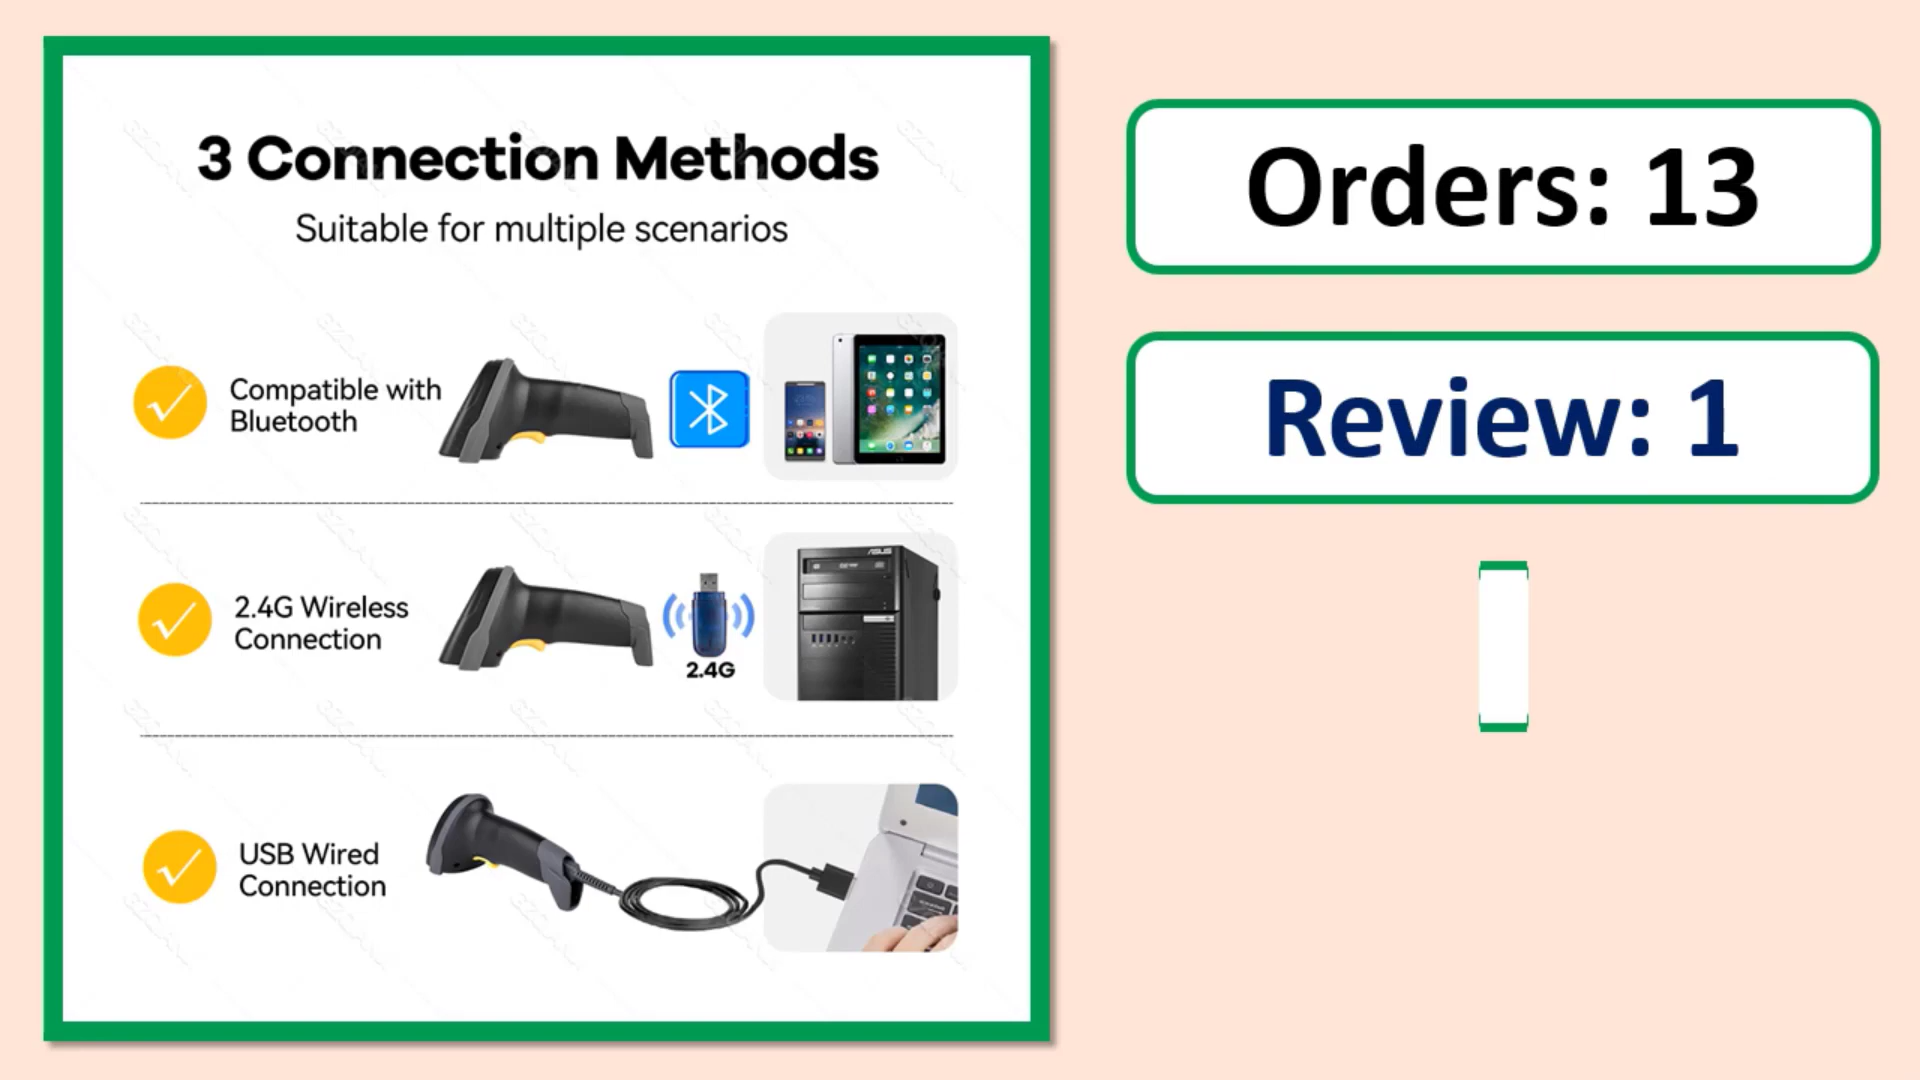 3 Connection Methods
Suitable for multiple scenarios
Compatible with
Bluetooth
2.4G Wireless
Connection
ASUS
2.4G
USB Wired
Connection
Orders: 13
Review: 1